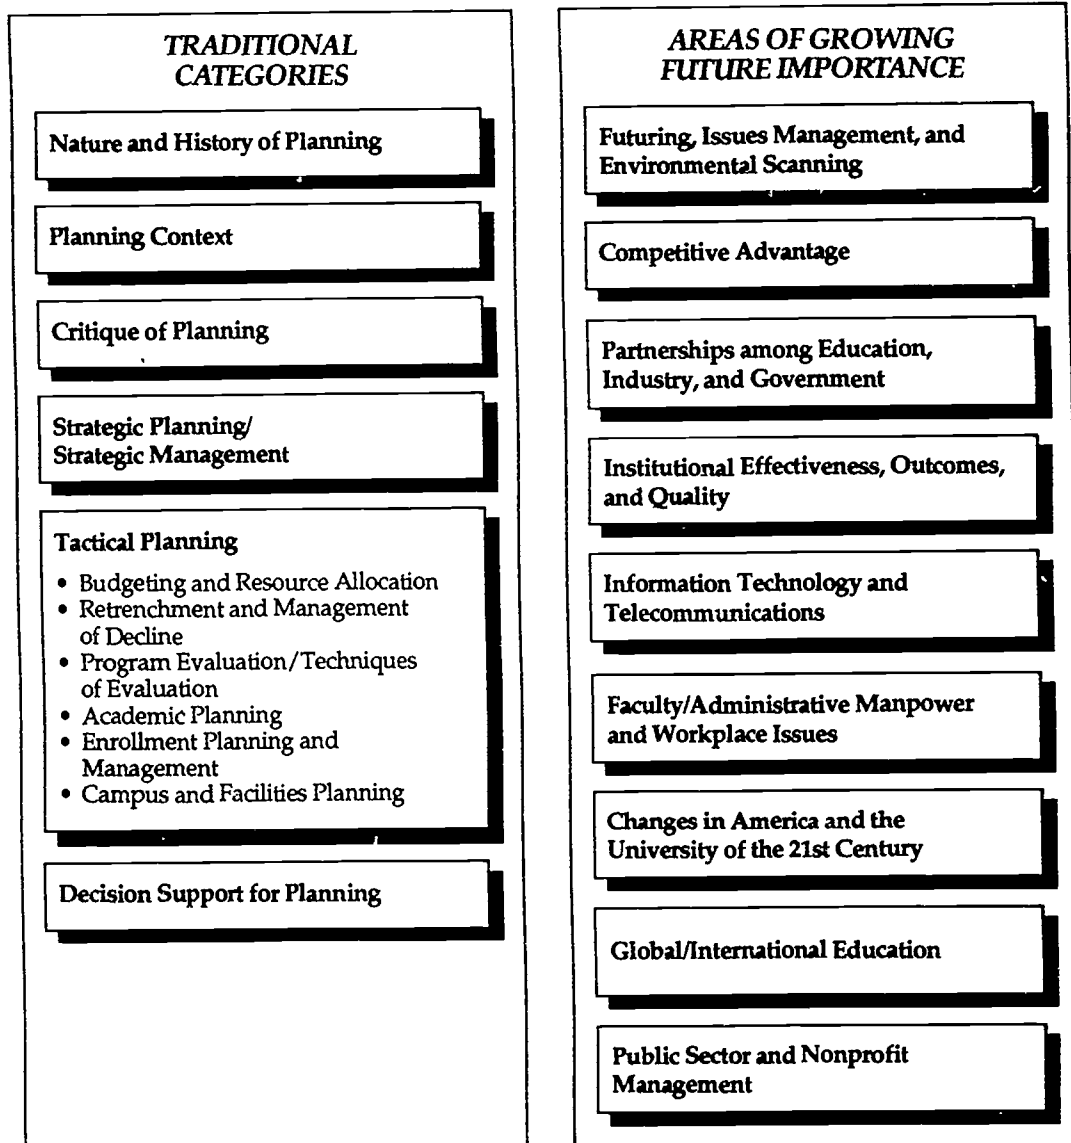 TRADITIONAL
CATEGORIES
Nature and History of Planning
Planning Context
Critique of Planning
Strategic Planning/
Strategic Management
Tactical Planning
• Budgeting and Resource Allocation
• Retrenchment and Management
of Decline
• Program Evaluation/Techniques
of Evaluation
• Academic Planning
• Enrollment Planning and
Management
• Campus and Facilities Planning
Decision Support for Planning
AREAS OF GROWING
FUTURE IMPORTANCE
Futuring, Issues Management, and
Environmental Scanning
Competitive Advantage
Partnerships among Education,
Industry, and Government
Institutional Effectiveness, Outcomes,
and Quality
Information Technology and
Telecommunications
Faculty/Administrative Manpower
and Workplace Issues
Changes in America and the
University of the 21st Century
Global/International Education
Public Sector and Nonprofit
Management